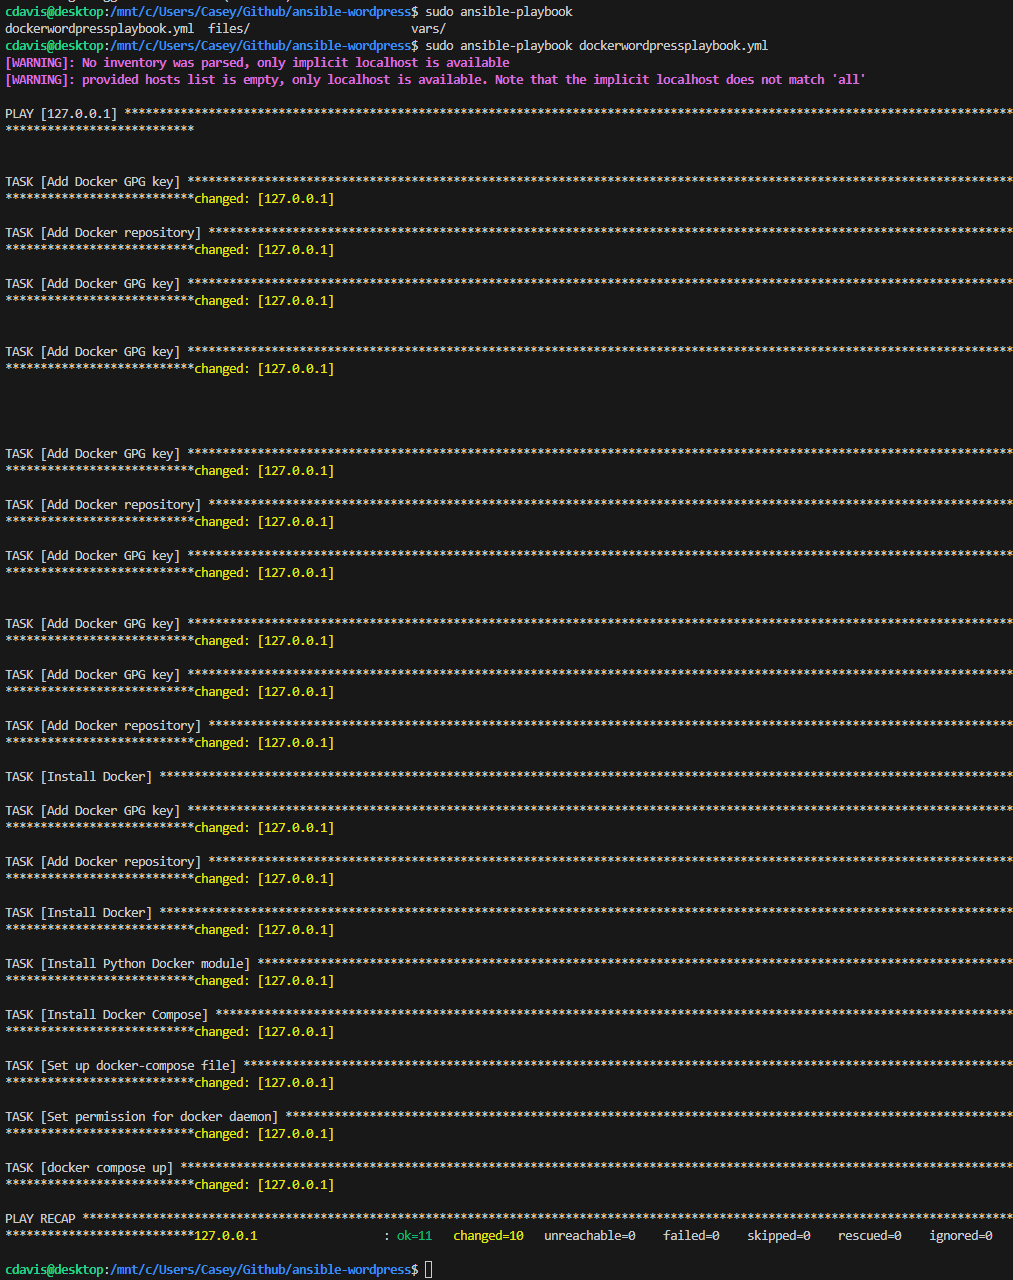 cdavis@desktop:/mnt/c/Users/Casey/Github/ansible-wordpress$ sudo ansible-playbook
dockerwordpressplaybook.yml  files/                       vars/
cdavis@desktop:/mnt/c/Users/Casey/Github/ansible-wordpress$ sudo ansible-playbook dockerwordpressplaybook.yml
[WARNING]: No inventory was parsed, only implicit localhost is available
[WARNING]: provided hosts list is empty, only localhost is available. Note that the implicit localhost does not match 'all'
PLAY [127.0.0.1] *******************************************************************************************************************************
***************************
TASK [Add Docker GPG key] **********************************************************************************************************************
***************************changed: [127.0.0.1]
TASK [Add Docker repository] *******************************************************************************************************************
***************************changed: [127.0.0.1]
TASK [Add Docker GPG key] **********************************************************************************************************************
***************************changed: [127.0.0.1]
TASK [Add Docker GPG key] **********************************************************************************************************************
***************************changed: [127.0.0.1]
TASK [Add Docker GPG key] **********************************************************************************************************************
***************************changed: [127.0.0.1]
TASK [Add Docker repository] *******************************************************************************************************************
***************************changed: [127.0.0.1]
TASK [Add Docker GPG key] **********************************************************************************************************************
***************************changed: [127.0.0.1]
TASK [Add Docker GPG key] **********************************************************************************************************************
***************************changed: [127.0.0.1]
TASK [Add Docker GPG key] **********************************************************************************************************************
***************************changed: [127.0.0.1]
TASK [Add Docker repository] *******************************************************************************************************************
***************************changed: [127.0.0.1]
TASK [Install Docker] **************************************************************************************************************************
TASK [Add Docker GPG key] **********************************************************************************************************************
***************************changed: [127.0.0.1]
TASK [Add Docker repository] *******************************************************************************************************************
***************************changed: [127.0.0.1]
TASK [Install Docker] **************************************************************************************************************************
***************************changed: [127.0.0.1]
TASK [Install Python Docker module] ************************************************************************************************************
***************************changed: [127.0.0.1]
TASK [Install Docker Compose] ******************************************************************************************************************
***************************changed: [127.0.0.1]
TASK [Set up docker-compose file] **************************************************************************************************************
***************************changed: [127.0.0.1]
TASK [Set permission for docker daemon] ********************************************************************************************************
***************************changed: [127.0.0.1]
TASK [docker compose up] ***********************************************************************************************************************
***************************changed: [127.0.0.1]
PLAY RECAP *************************************************************************************************************************************
***************************127.0.0.1                  : ok=11   changed=10   unreachable=0    failed=0    skipped=0    rescued=0    ignored=0
cdavis@desktop:/mnt/c/Users/Casey/Github/ansible-wordpress$